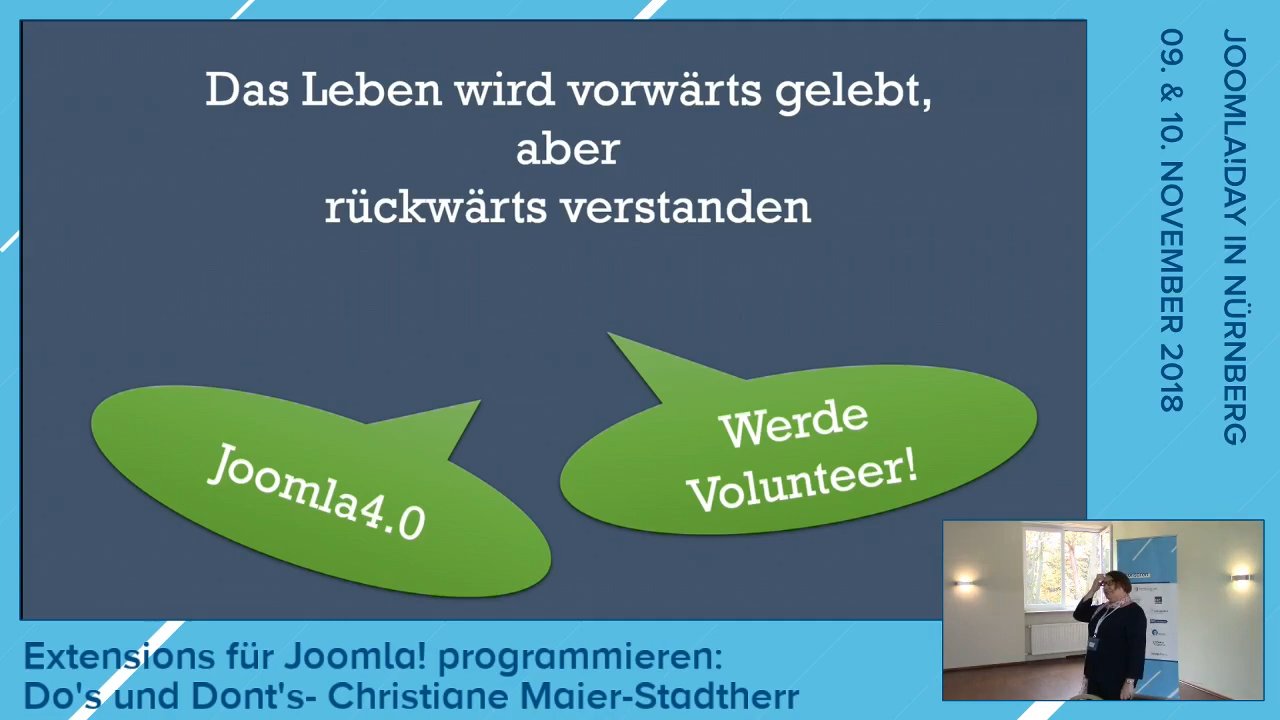 Das Leben wird vorwärts gelebt,
aber
rückwärts verstanden
Joomla4.0
Werde
Volunteer!
JOOMLA!DAY IN NÜRNBERG
09. & 10. NOVEMBER 2018
Extensions für Joomla! programmieren:
Do's und Dont's- Christiane Maier-Stadtherr